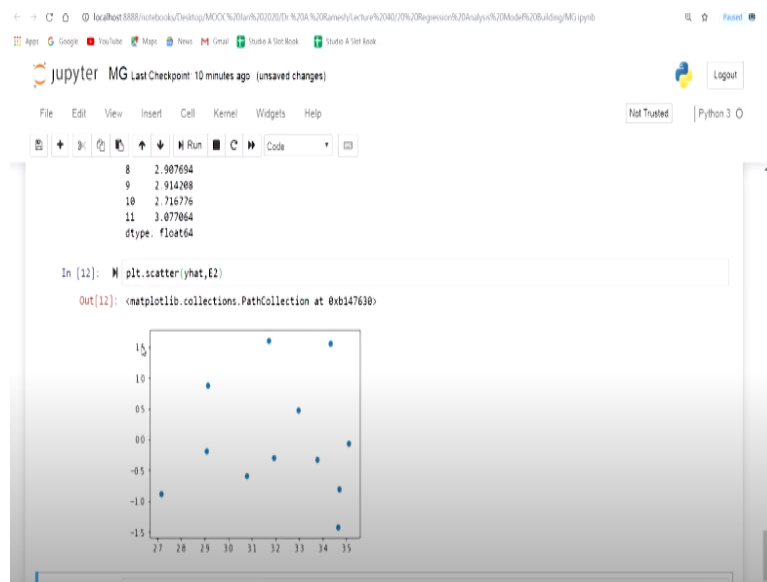 localhost:8888/notebooks/Desktop/MOOC%20Jan%202020/Dr.%20A.%20Ramesh/Lecture%2040/20%20Regression%20Analysis%20Model%20Building/MG.ipynb Paused
Apps Google YouTube Maps News Gmail Studio A Slot Book Studio A Slot Book
jupyter MG Last Checkpoint: 10 minutes ago (unsaved changes) Logout
File Edit View Insert Cell Kernel Widgets Help Not Trusted Python 3
Run Code
8 2.907694
9 2.914208
10 2.716776
11 3.077064
dtype: float64
In [12]: plt.scatter(yhat,E2)
Out[12]: <matplotlib.collections.PathCollection at 0xb147630>
1.5
1.0
0.5
0.0
-0.5
-1.0
-1.5
27 28 29 30 31 32 33 34 35